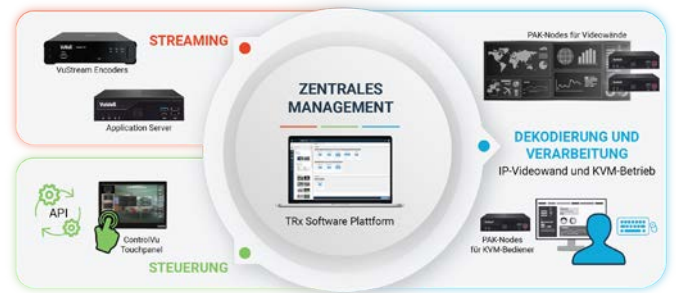 STREAMING
VuStream Encoders
Application Server
API
ControlVu
Touchpanel
STEUERUNG
ZENTRALES
MANAGEMENT
TRx Software Plattform
PAK-Nodes für Videowände
DEKODIERUNG UND
VERARBEITUNG
IP-Videowand und KVM-Betrieb
PAK-Nodes
für KVM-Bediener